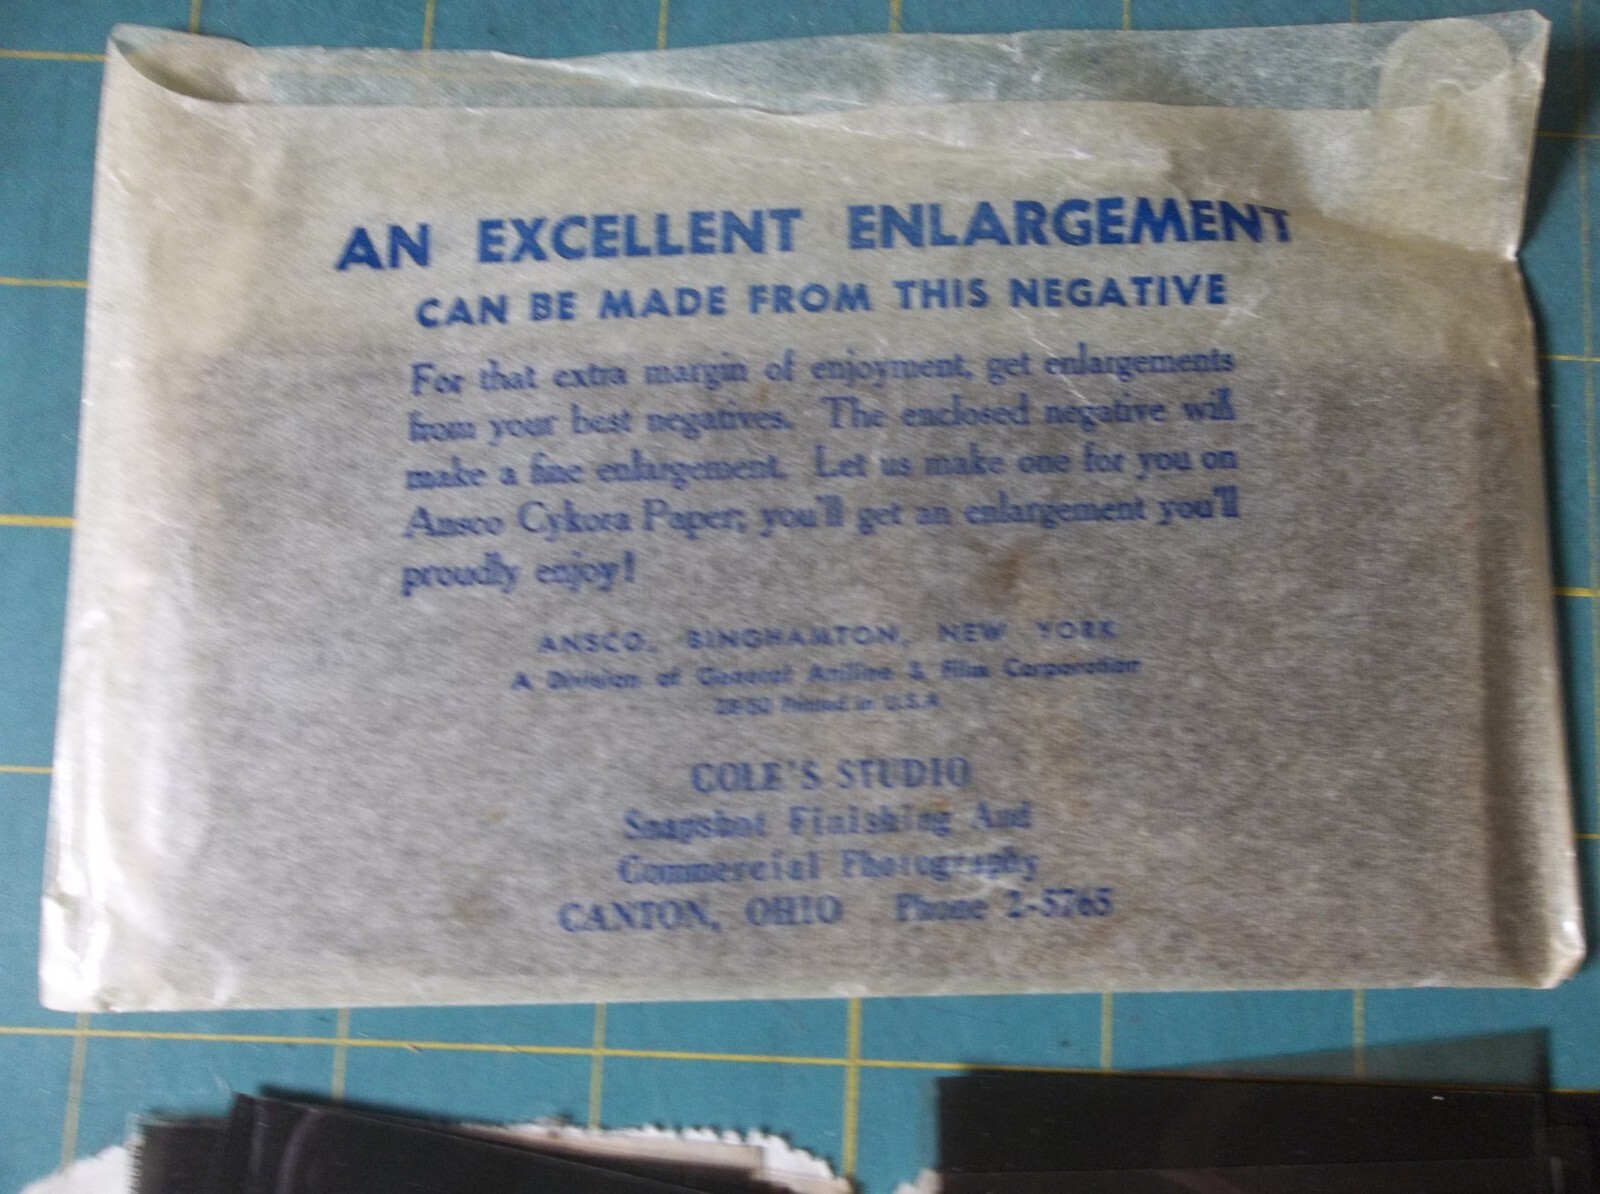 AN EXCELLENT ENLARGEMENT
CAN BE MADE FROM THIS NEGATIVE
For that extra margin of enjoyment, get enlargements
from your best negatives. The enclosed negative will
make a fine enlargement. Let us make one for you on
Ansco Cykora Paper; you'll get an enlargement you'll
proudly enjoy!
ANSCO, BINGHAMTON, NEW YORK
A Division of General Aniline & Film Corporation
Printed in U.S.A.
COLE'S STUDIO
Snapshot Finishing And
Commercial Photography
CANTON, OHIO Phone 2-5765